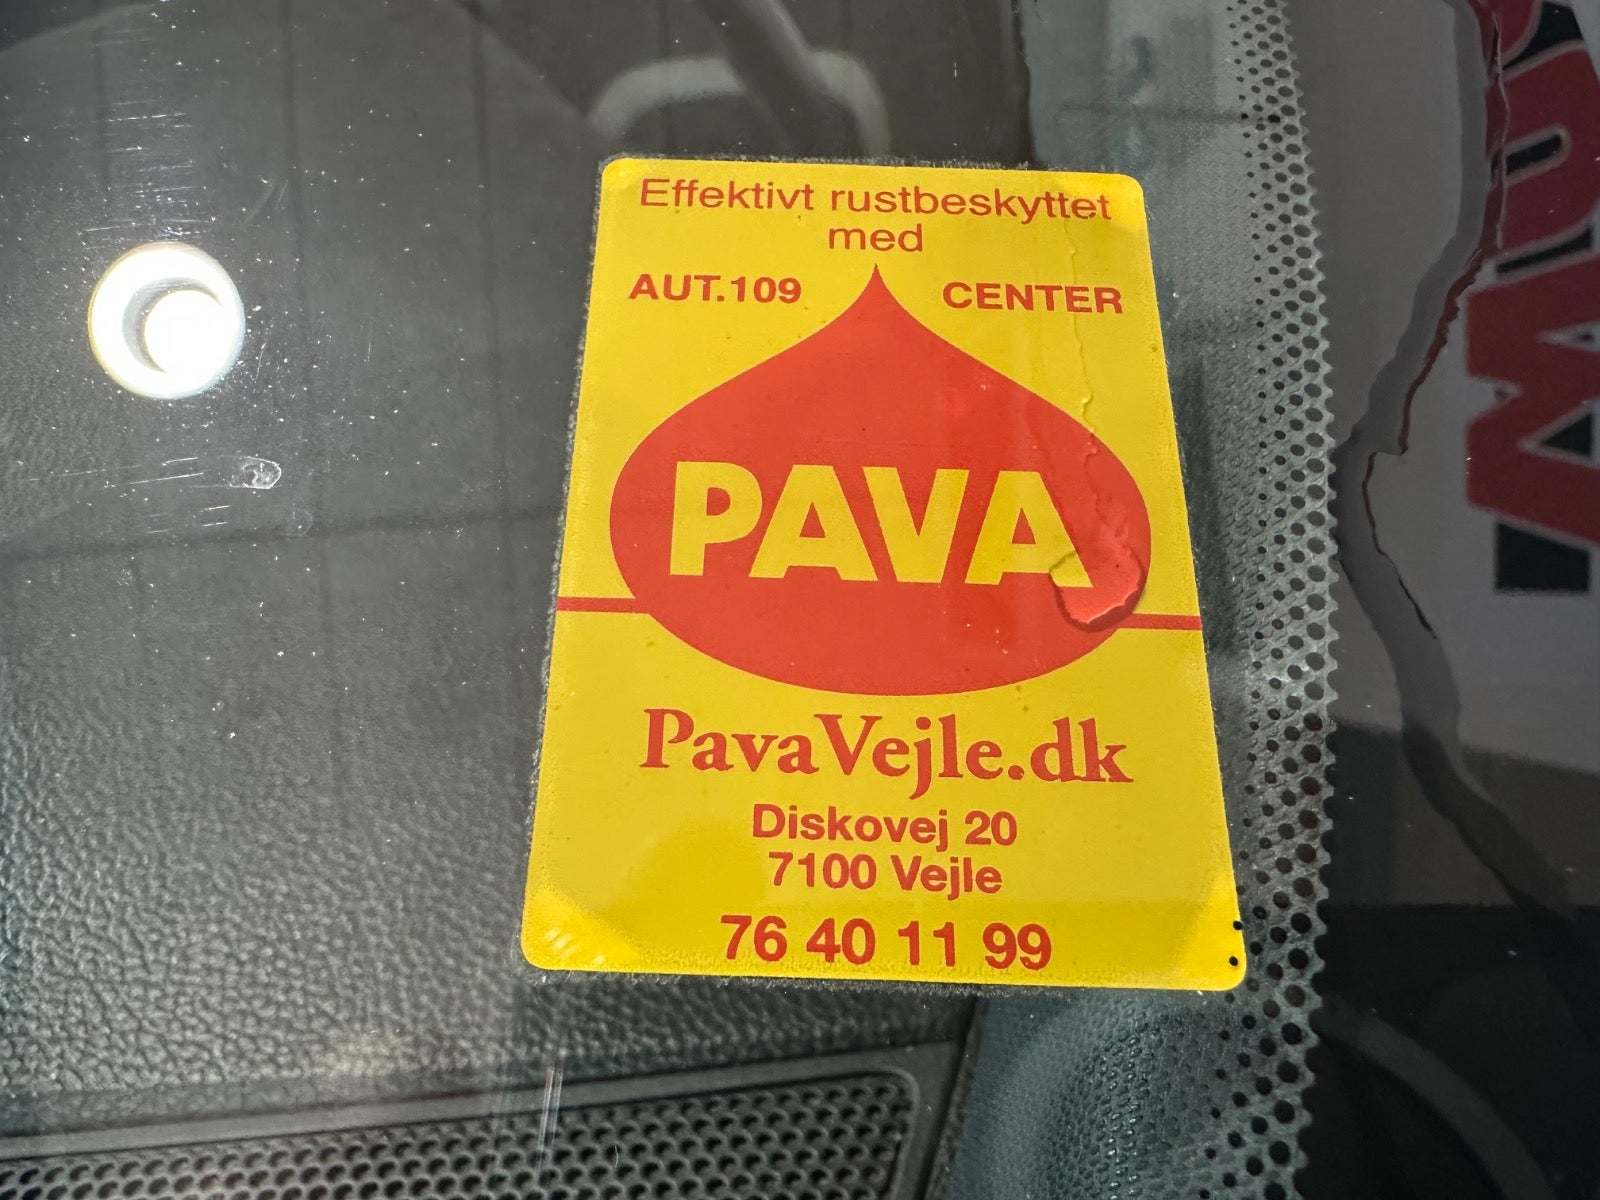 Effektivt rustbeskyttet
med
AUT.109 CENTER
PAVA
PavaVejle.dk
Diskovej 20
7100 Vejle
76 40 11 99